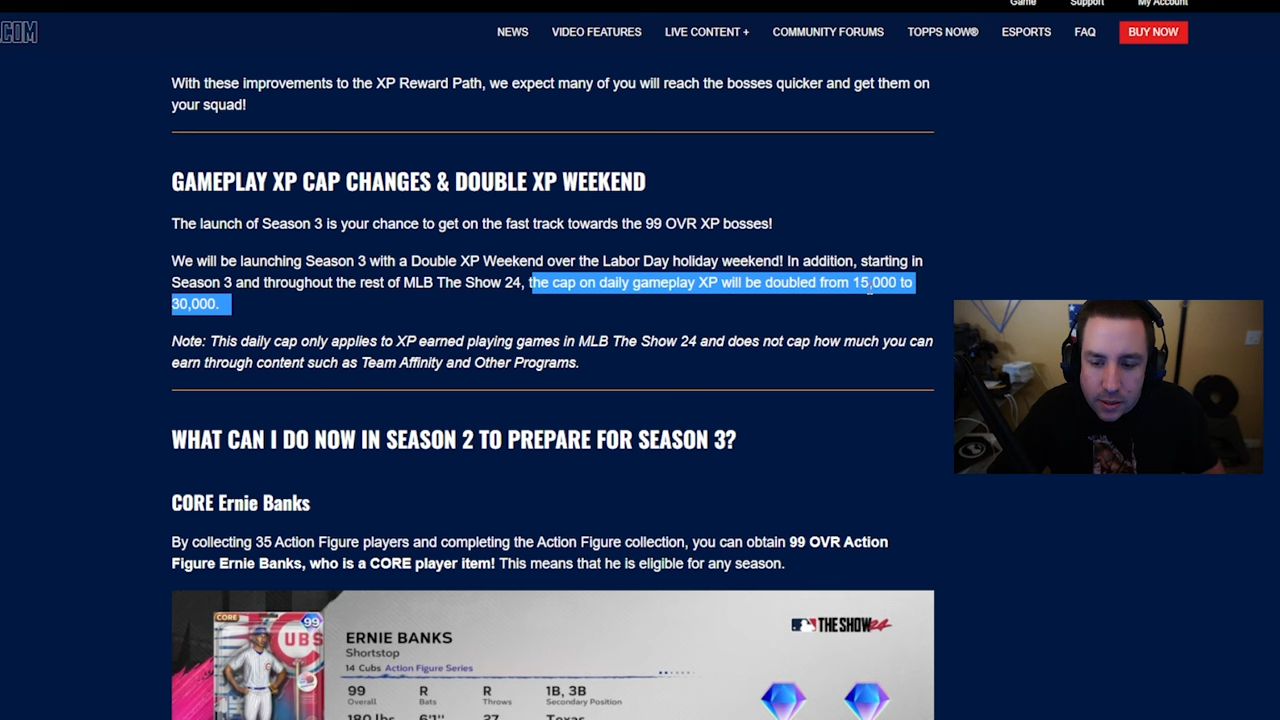 Game Support My Account
COM NEWS VIDEO FEATURES LIVE CONTENT + COMMUNITY FORUMS TOPPS NOW® ESPORTS FAQ BUY NOW
With these improvements to the XP Reward Path, we expect many of you will reach the bosses quicker and get them on
your squad!
GAMEPLAY XP CAP CHANGES & DOUBLE XP WEEKEND
The launch of Season 3 is your chance to get on the fast track towards the 99 OVR XP bosses!
We will be launching Season 3 with a Double XP Weekend over the Labor Day holiday weekend! In addition, starting in
Season 3 and throughout the rest of MLB The Show 24, the cap on daily gameplay XP will be doubled from 15,000 to
30,000.
Note: This daily cap only applies to XP earned playing games in MLB The Show 24 and does not cap how much you can
earn through content such as Team Affinity and Other Programs.
WHAT CAN I DO NOW IN SEASON 2 TO PREPARE FOR SEASON 3?
CORE Ernie Banks
By collecting 35 Action Figure players and completing the Action Figure collection, you can obtain 99 OVR Action
Figure Ernie Banks, who is a CORE player item! This means that he is eligible for any season.
CORE 99
UBS
ERNIE BANKS
THE SHOW 24
Shortstop
14 Cubs Action Figure Series
99 R R 1B, 3B
Overall Bats Throws Secondary Position
180 lbs 6'1" 27 Texas